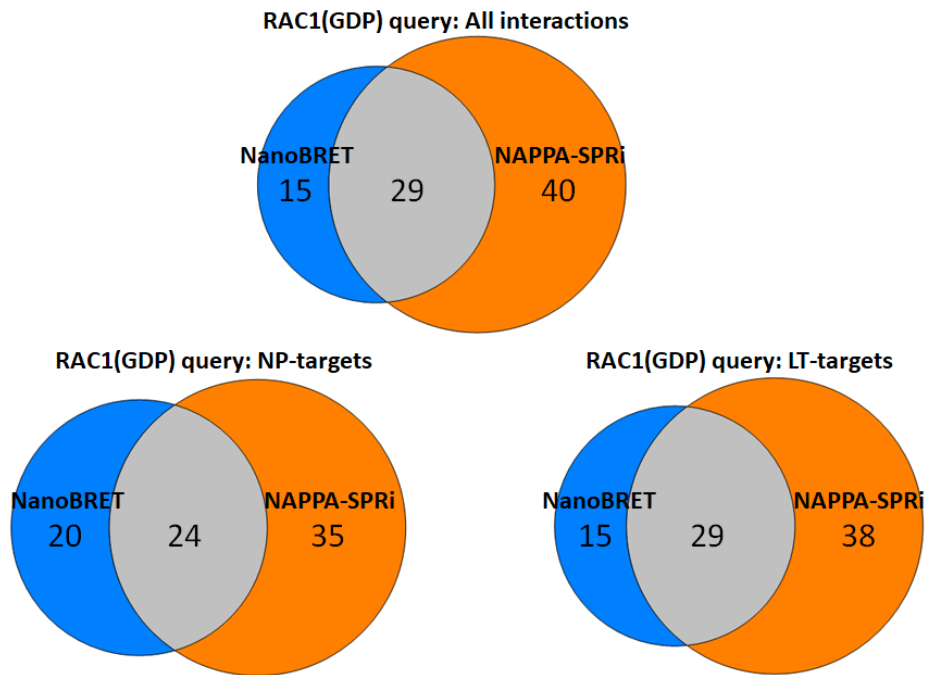 RAC1(GDP) query: All interactions
NanoBRET NAPPA-SPRi
15 29 40
RAC1(GDP) query: NP-targets
NanoBRET NAPPA-SPRi
20 24 35
RAC1(GDP) query: LT-targets
NanoBRET NAPPA-SPRi
15 29 38